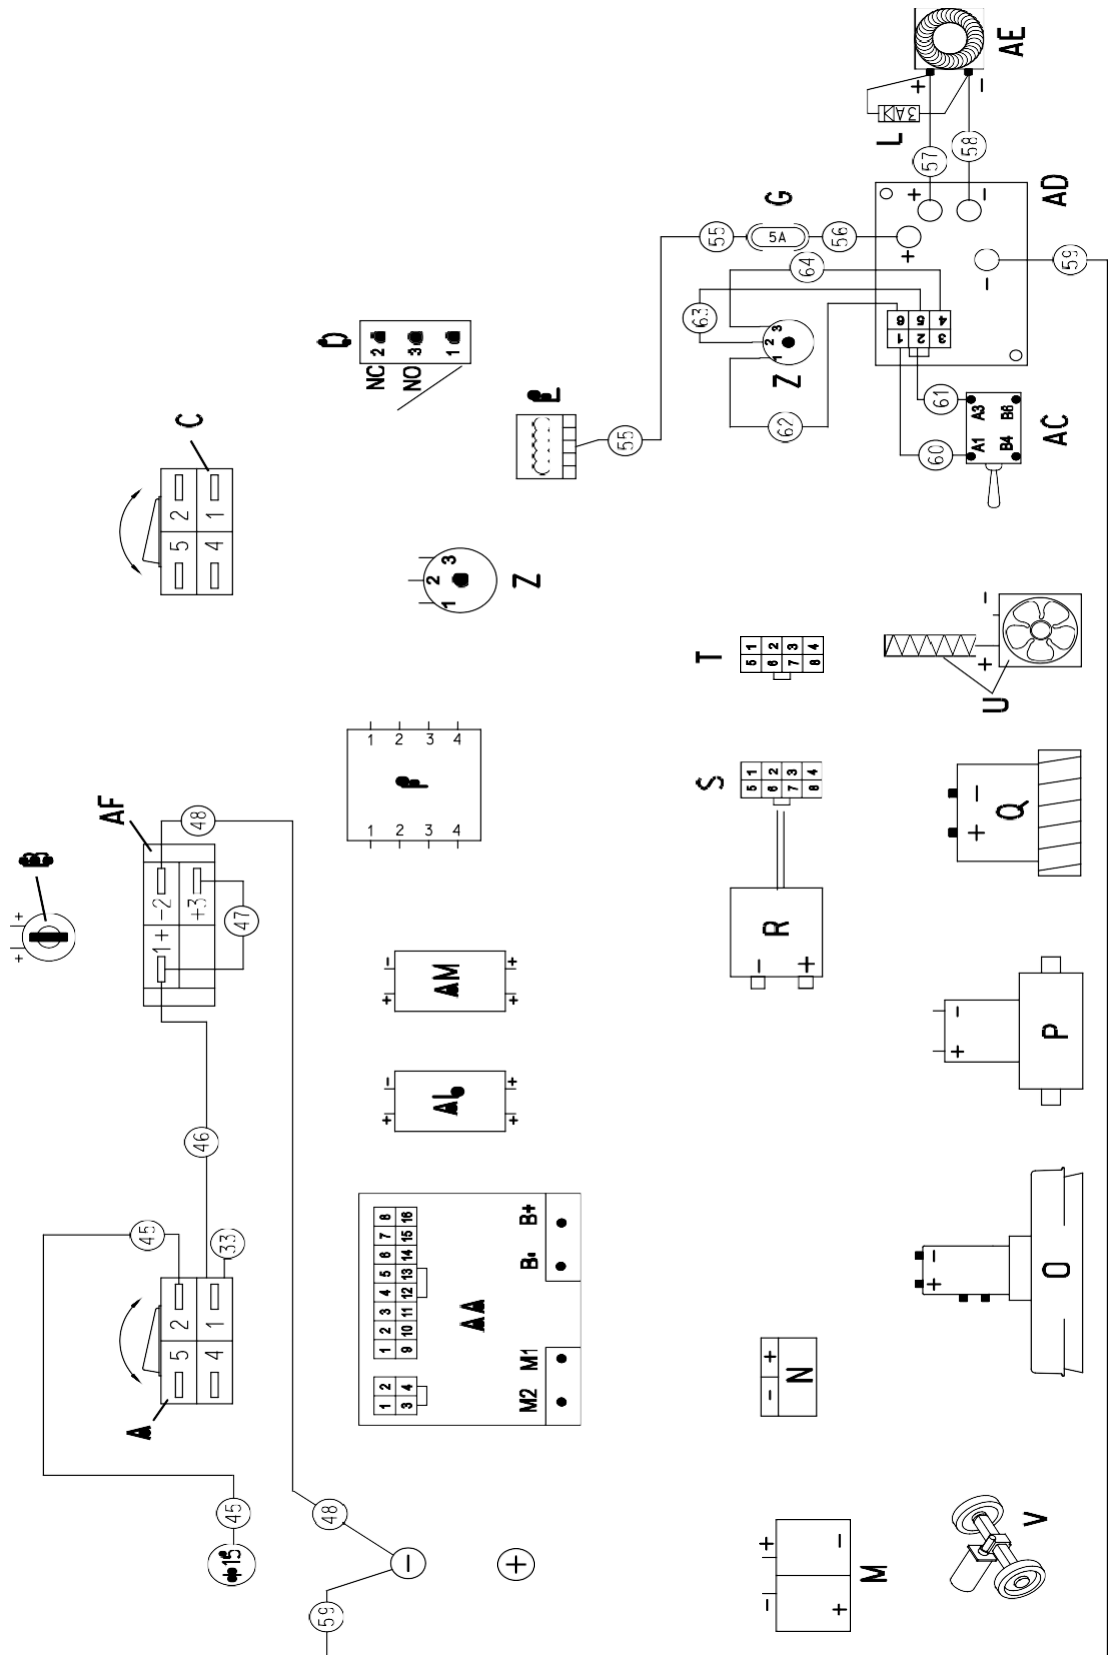 AE
+
-
3A
L
57
58
AD
+
-
G
55
5A
56
+
-
59
64
63
3
2
1
Z
62
6 5 4
1 2 3
61
60
A3
A1
B6
B4
AC
D
NC 2
NO 3
1
E
55
C
5 2
4 1
1 2 3
Z
T
5 1
6 2
7 3
8 4
-
+
U
AF
48
1+ -2
+3
47
B
+ +
1 2 3 4
F
1 2 3 4
S
5 1
6 2
7 3
8 4
R
- +
+ -
Q
46
+ -
AM
+ +
+ -
AL
+ +
+ -
P
45
33
5 2
4 1
A
1 2 3 4 5 6 7 8
9 10 11 12 13 14 15 16
1 2
3 4
AA
M2 M1
B- B+
- +
N
+ -
O
45
+15
48
59
-
+
- +
+ -
M
V